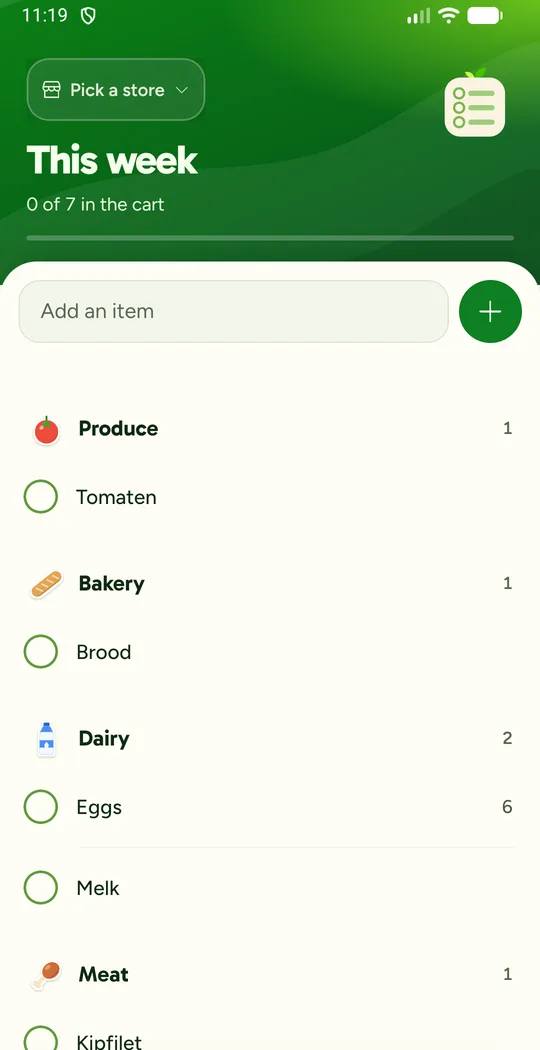 11:19
Pick a store
This week
0 of 7 in the cart
Add an item
Produce 1
Tomaten
Bakery 1
Brood
Dairy 2
Eggs 6
Melk
Meat 1
Kipfilet